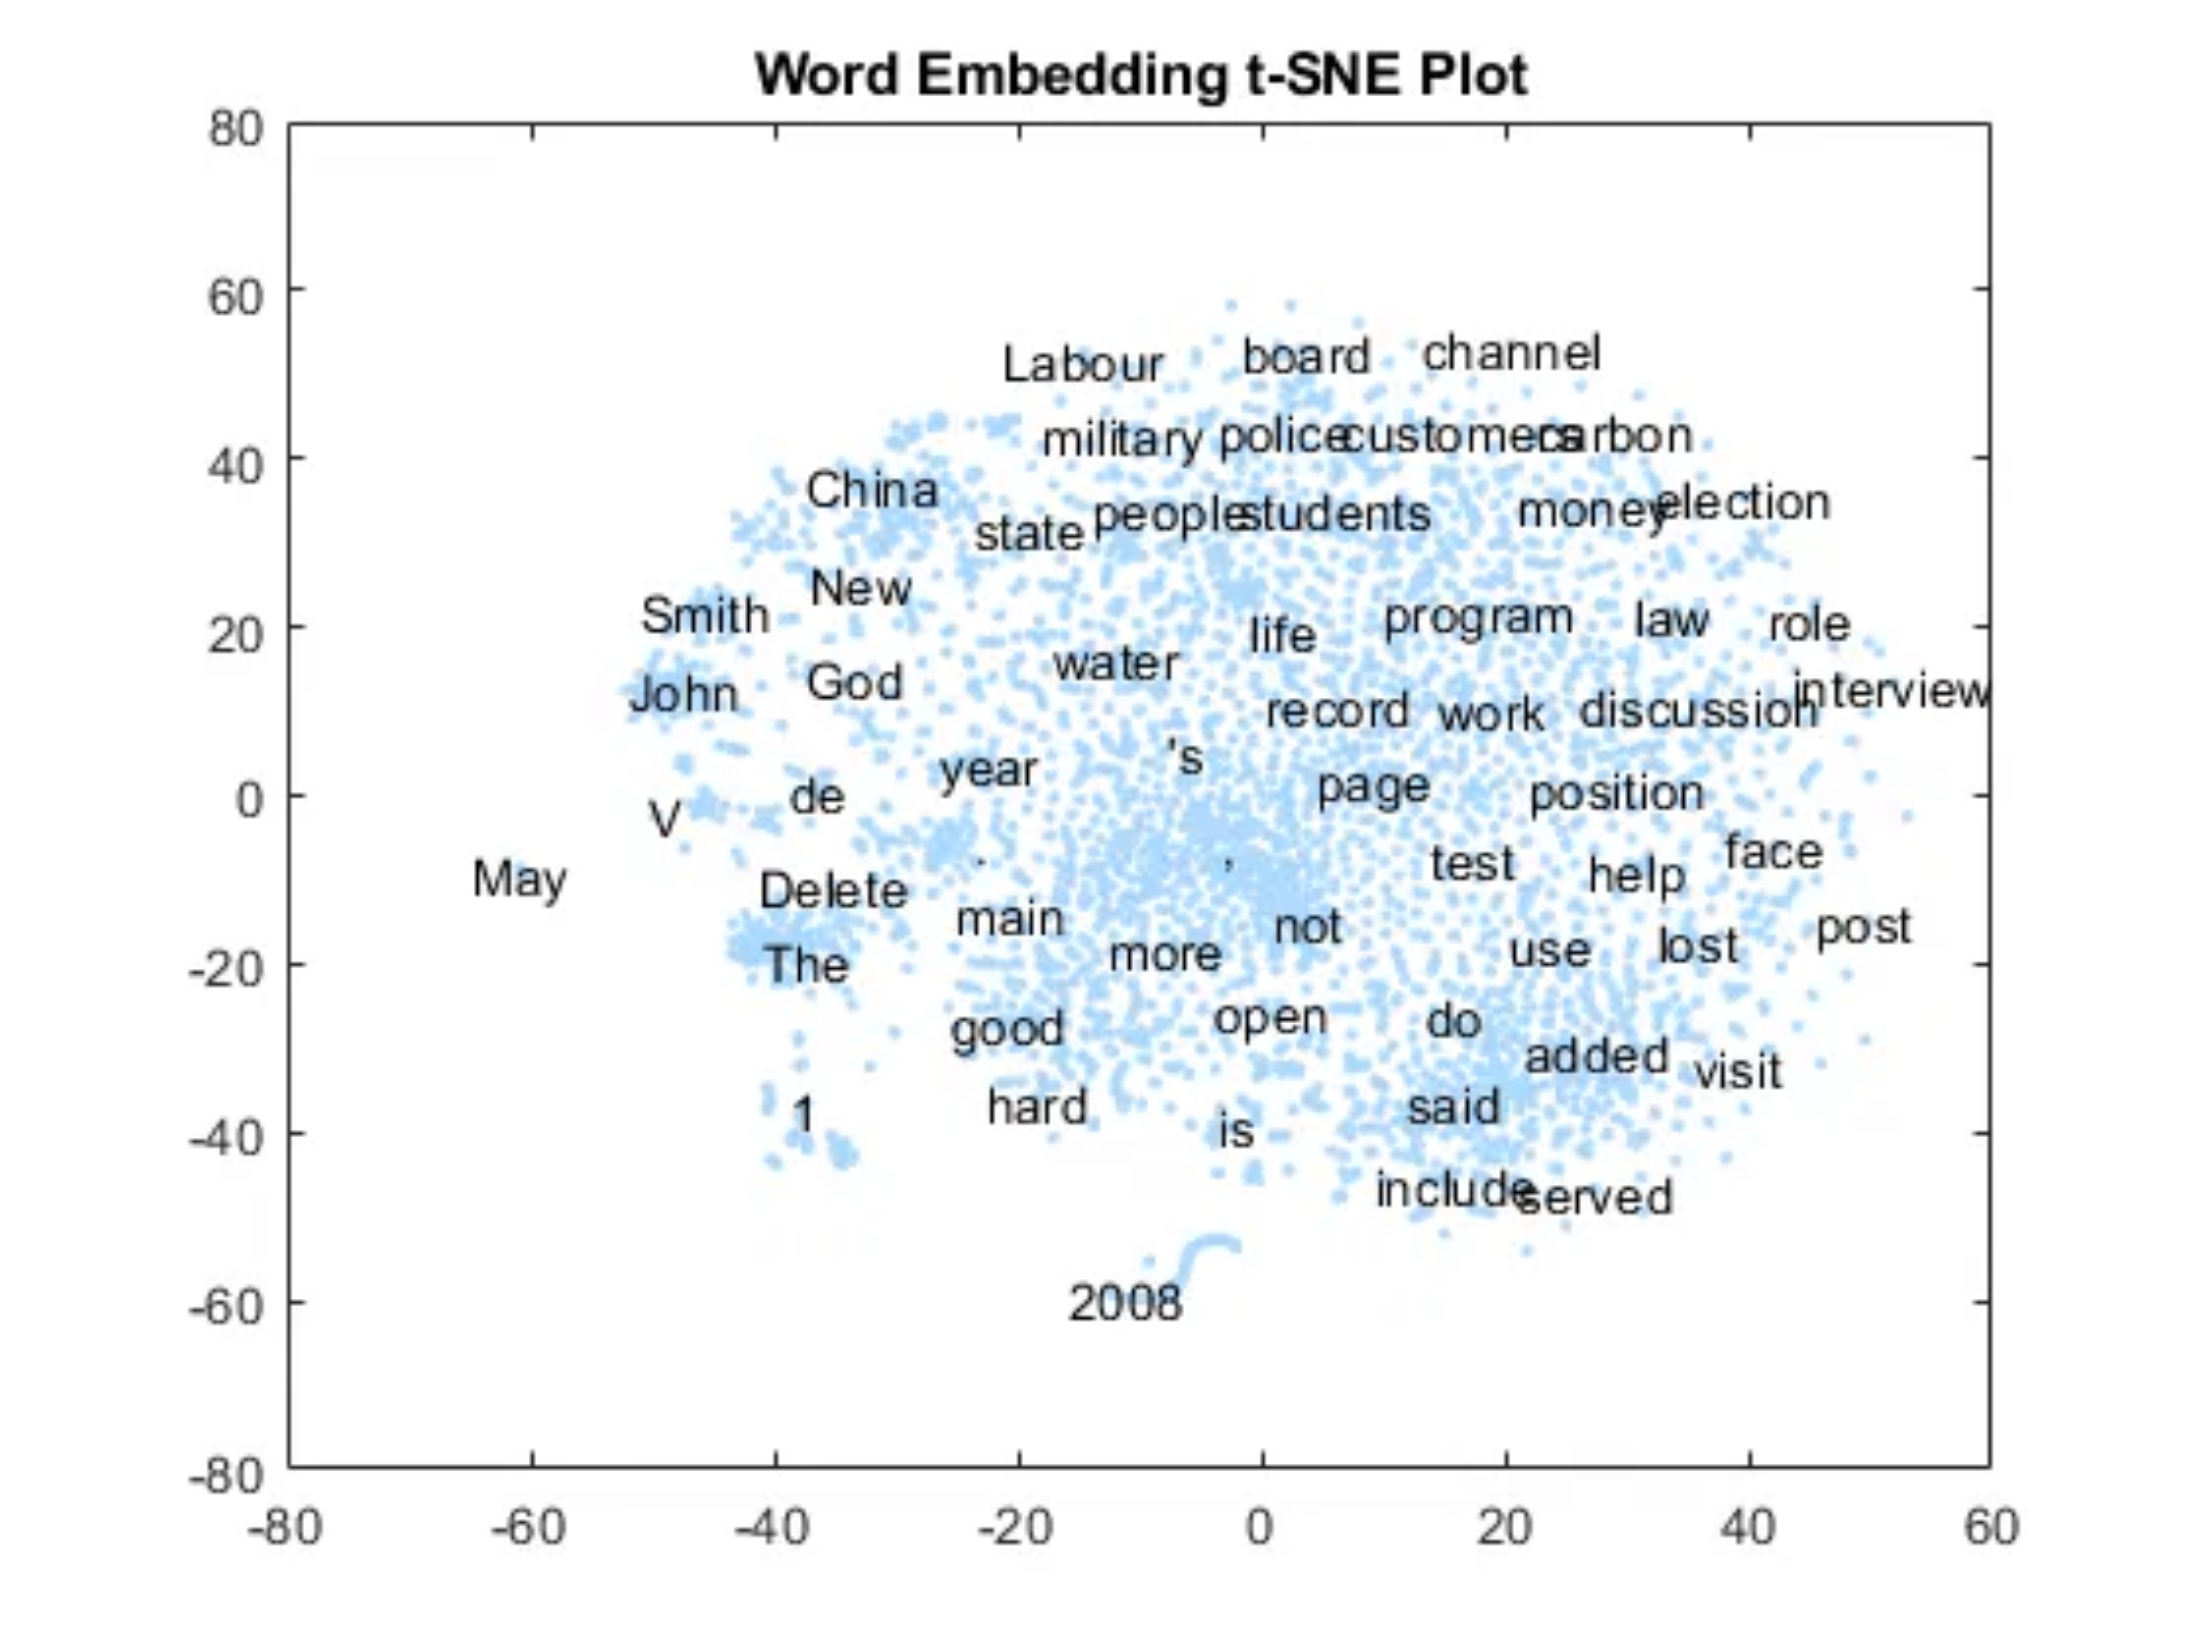 Word Embedding t-SNE Plot
80
60
Labour board channel
military police customers carbon
40
China
state people students money election
New
Smith program law role
20
life
water
John God
record work discussion interview
's
year
0
de page position
V
May Delete . , test help face
main not post
more use lost
-20
The
good open do
added visit
hard said
1 is
-40
include served
2008
-60
-80
-80 -60 -40 -20 0 20 40 60